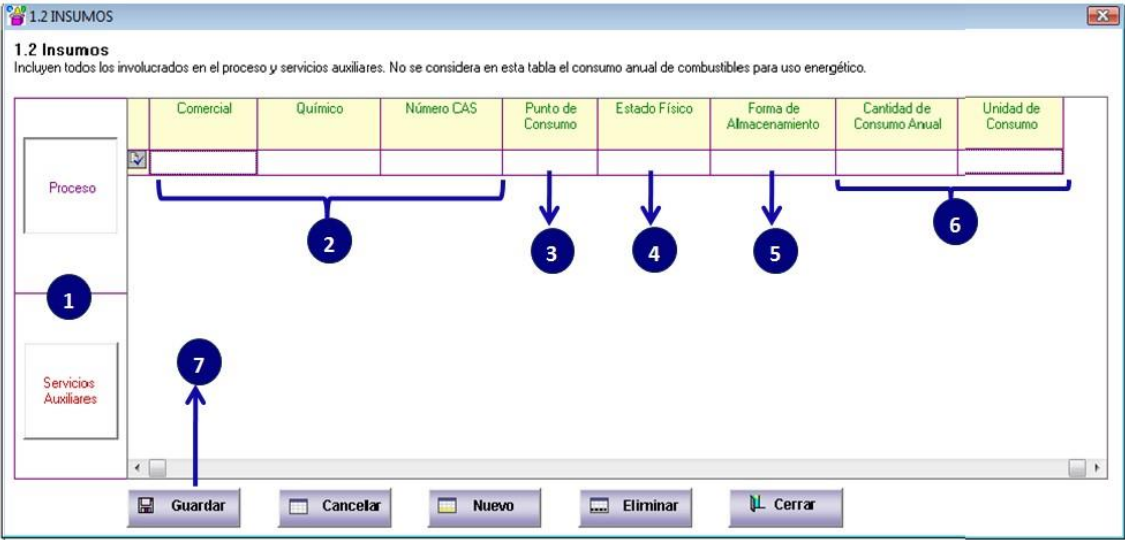 1.2 INSUMOS
1.2 Insumos
Incluyen todos los involucrados en el proceso y servicios auxiliares. No se considera en esta tabla el consumo anual de combustibles para uso energético.
Comercial Químico Número CAS Punto de Consumo Estado Físico Forma de Almacenamiento Cantidad de Consumo Anual Unidad de Consumo
Proceso
2
3
4
5
6
1
7
Servicios
Auxiliares
Guardar Cancelar Nuevo Eliminar Cerrar